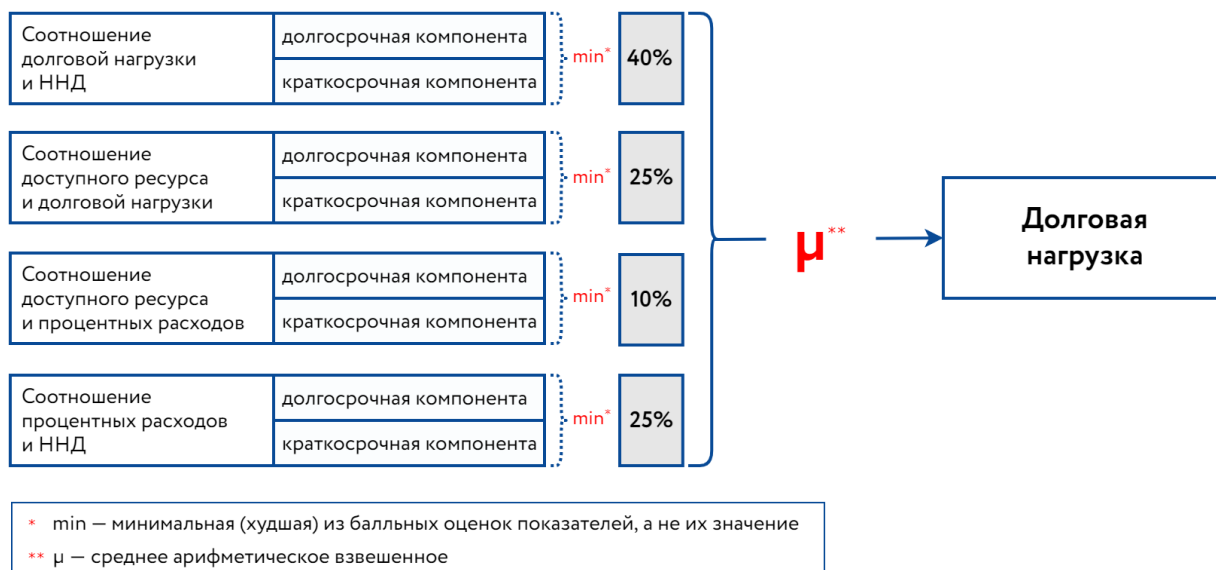 Соотношение
долговой нагрузки
и ННД
долгосрочная компонента
краткосрочная компонента
min*
40%
Соотношение
доступного ресурса
и долговой нагрузки
долгосрочная компонента
краткосрочная компонента
min*
25%
Соотношение
доступного ресурса
и процентных расходов
долгосрочная компонента
краткосрочная компонента
min*
10%
Соотношение
процентных расходов
и ННД
долгосрочная компонента
краткосрочная компонента
min*
25%
μ**
Долговая
нагрузка
* min — минимальная (худшая) из балльных оценок показателей, а не их значение
** μ — среднее арифметическое взвешенное